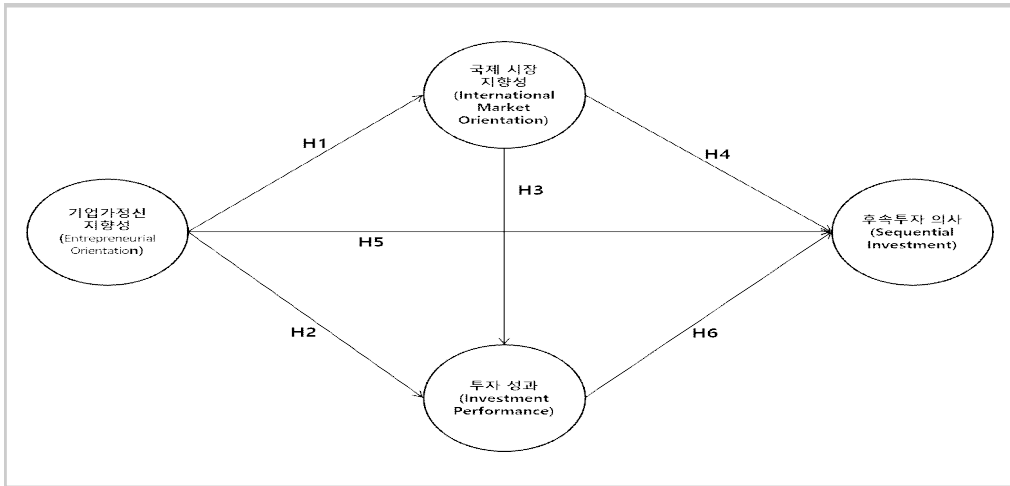 국제 시장
지향성
(International
Market
Orientation)
H1
H4
H3
기업가정신
지향성
(Entrepreneurial
Orientation)
후속투자 의사
(Sequential
Investment)
H5
H2
H6
투자 성과
(Investment
Performance)